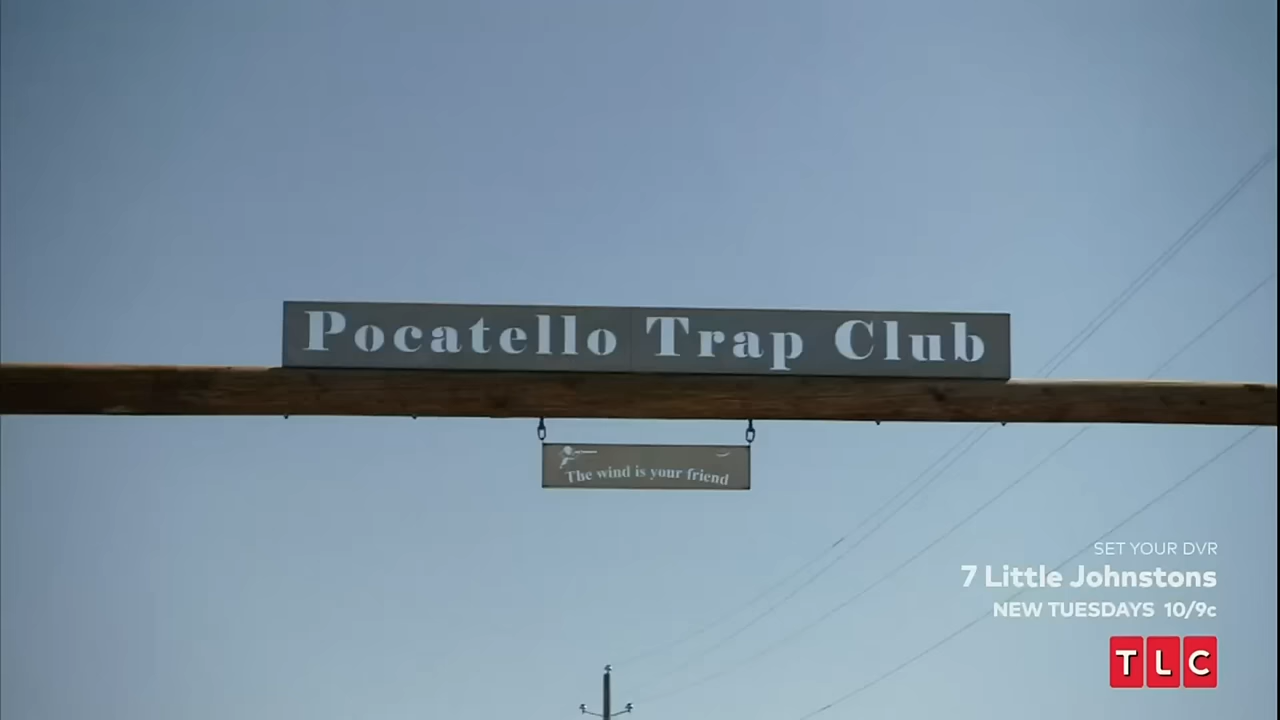 Pocatello Trap Club
The wind is your friend
SET YOUR DVR
7 Little Johnstons
NEW TUESDAYS 10/9c
TLC